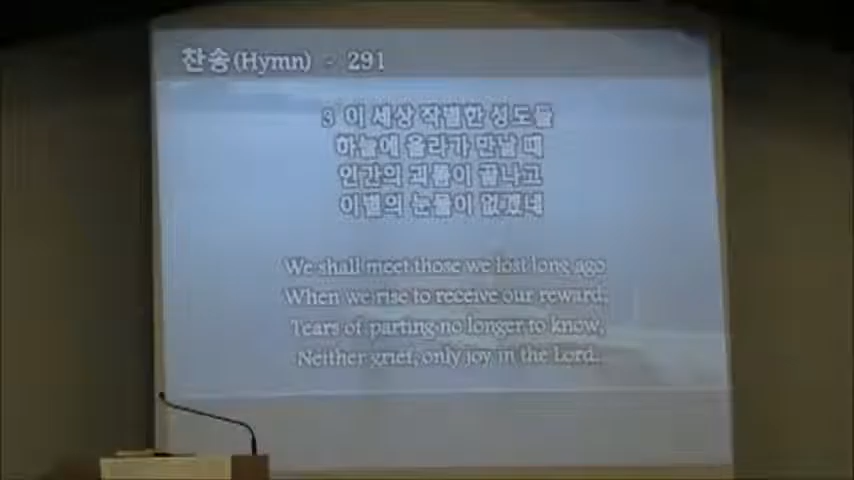 찬송(Hymn) - 291
3 이 세상 작별한 성도들
하늘에 올라가 만날 때
인간의 괴롬이 끝나고
이별의 눈물이 없겠네
We shall meet those we lost long ago
When we rise to receive our reward;
Tears of parting no longer to know,
Neither grief, only joy in the Lord.